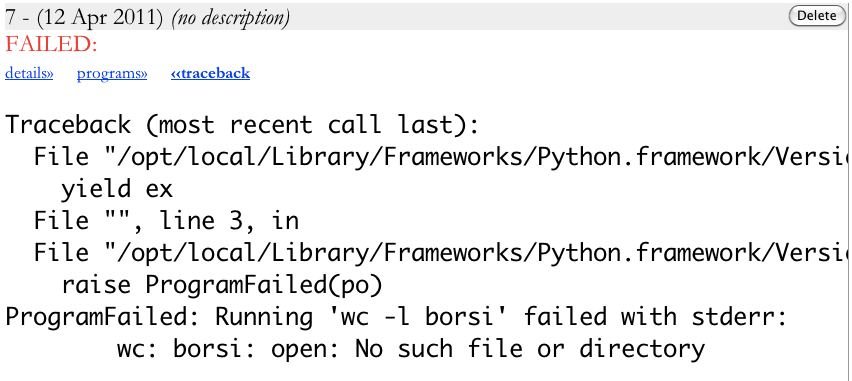 7 - (12 Apr 2011) (no description) Delete
FAILED:
details» programs» ‹‹traceback
Traceback (most recent call last):
File "/opt/local/Library/Frameworks/Python.framework/Versi
yield ex
File "", line 3, in
File "/opt/local/Library/Frameworks/Python.framework/Versi
raise ProgramFailed(po)
ProgramFailed: Running 'wc -l borsi' failed with stderr:
wc: borsi: open: No such file or directory